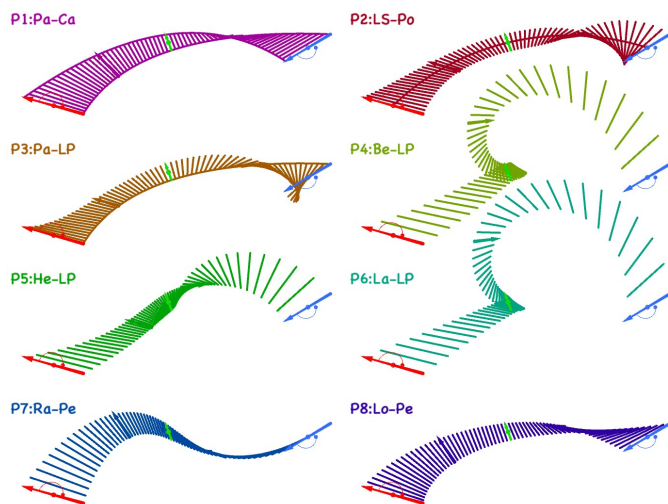 P1:Pa-Ca
P2:LS-Po
P3:Pa-LP
P4:Be-LP
P5:He-LP
P6:La-LP
P7:Ra-Pe
P8:Lo-Pe